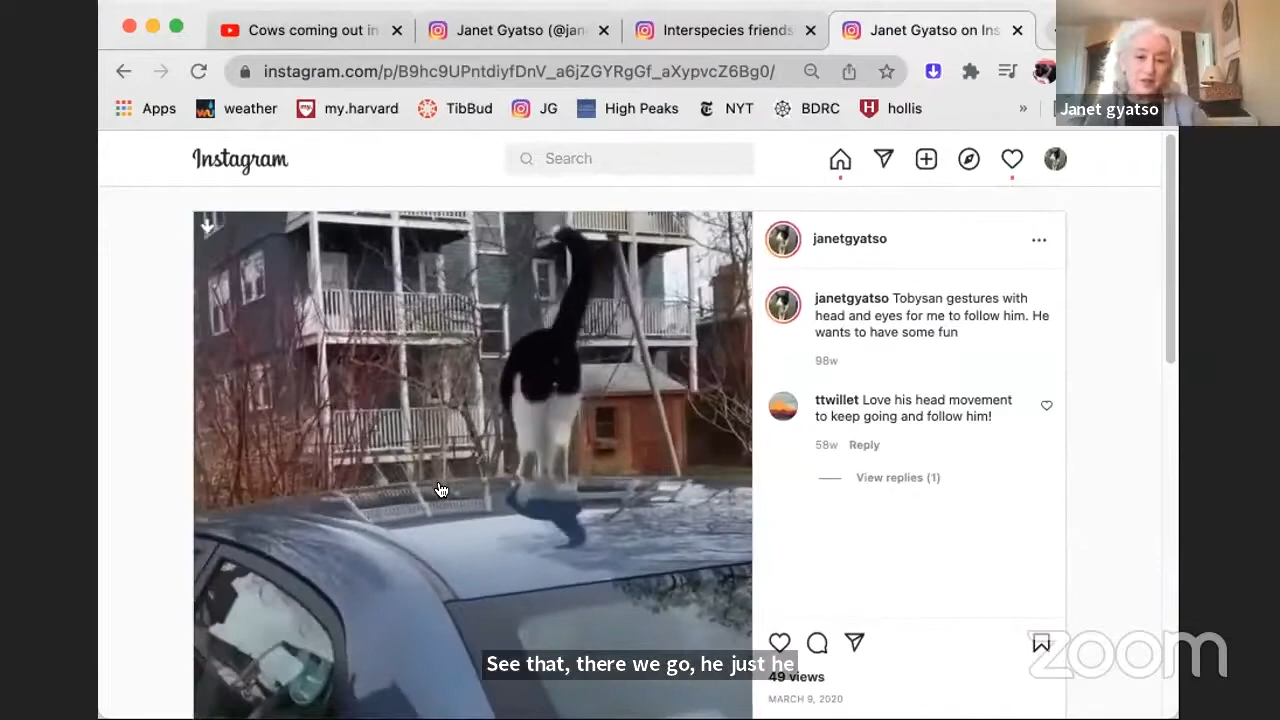 Cows coming out in
Janet Gyatso (@jan
Interspecies friends
Janet Gyatso on Ins
instagram.com/p/B9hc9UPntdiyfDnV_a6jZGYRgGf_aXypvcZ6Bg0/
Janet gyatso
Apps
weather
my.harvard
TibBud
JG
High Peaks
NYT
BDRC
hollis
»
Instagram
Search
janetgyatso
janetgyatso Tobysan gestures with
head and eyes for me to follow him. He
wants to have some fun
98w
ttwillet Love his head movement
to keep going and follow him!
58w Reply
View replies (1)
See that, there we go, he just he
49 views
MARCH 9, 2020
zoom